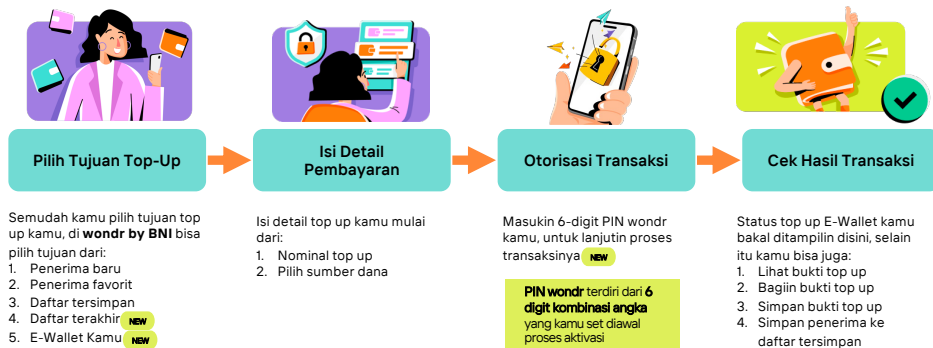 Pilih Tujuan Top-Up
Isi Detail
Pembayaran
Otorisasi Transaksi
Cek Hasil Transaksi
Semudah kamu pilih tujuan top
up kamu, di wondr by BNI bisa
pilih tujuan dari:
1. Penerima baru
2. Penerima favorit
3. Daftar tersimpan
4. Daftar terakhir NEW
5. E-Wallet Kamu NEW
Isi detail top up kamu mulai
dari:
1. Nominal top up
2. Pilih sumber dana
Masukin 6-digit PIN wondr
kamu, untuk lanjutin proses
transaksinya NEW
PIN wondr terdiri dari 6
digit kombinasi angka
yang kamu set diawal
proses aktivasi
Status top up E-Wallet kamu
bakal ditampilin disini, selain
itu kamu bisa juga:
1. Lihat bukti top up
2. Bagiin bukti top up
3. Simpan bukti top up
4. Simpan penerima ke
daftar tersimpan